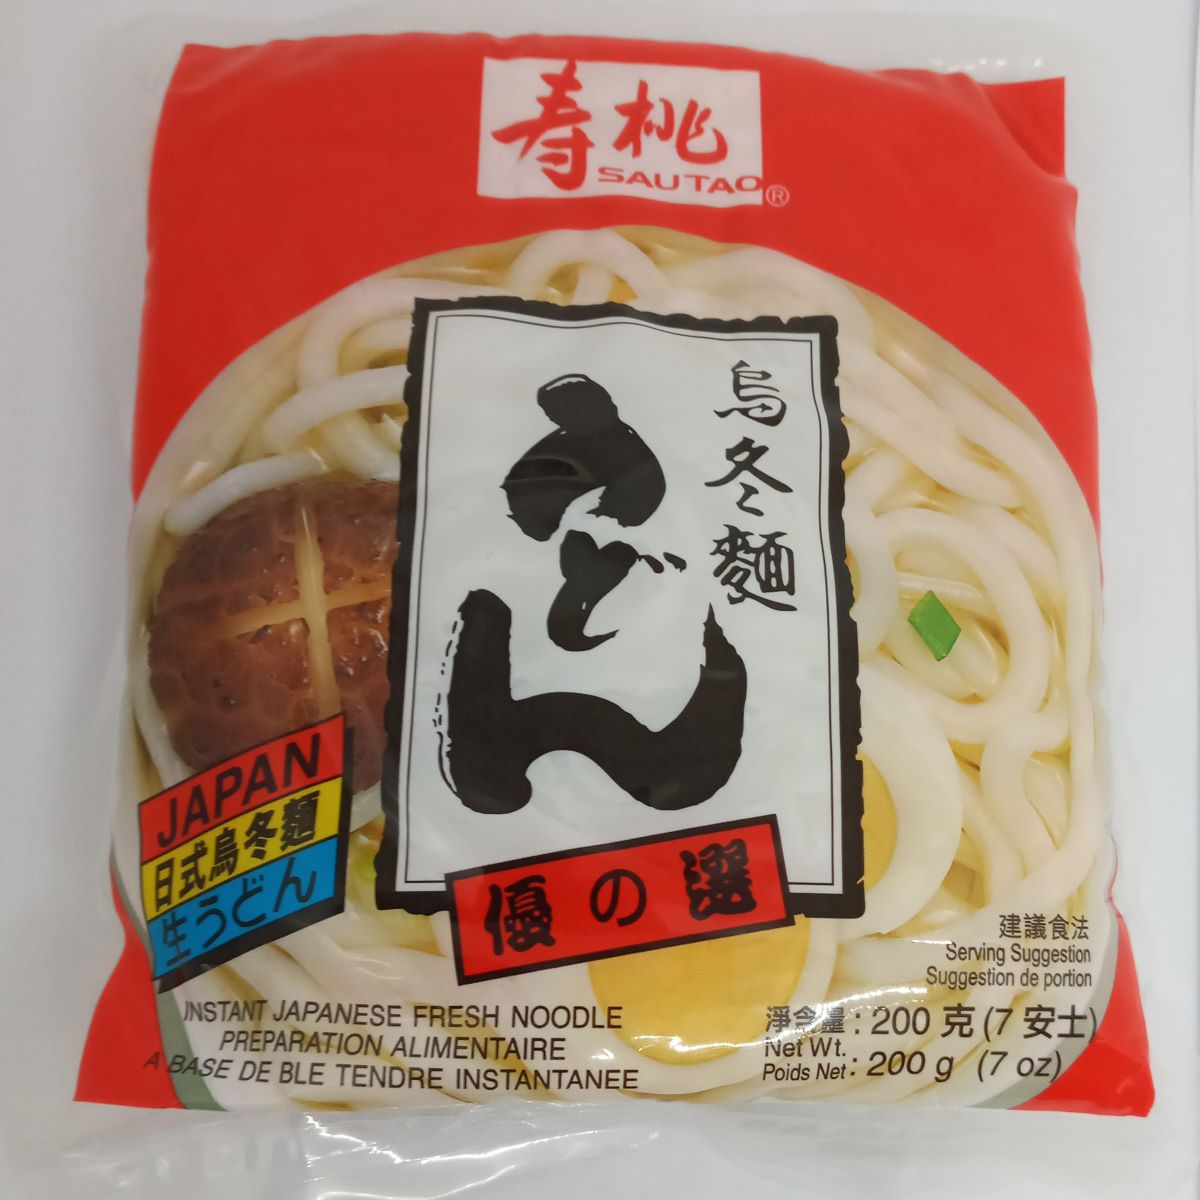 寿桃
SAUTAO®
烏冬麵
うどん
優の選
JAPAN
日式烏冬麵
生うどん
建議食法
Serving Suggestion
Suggestion de portion
INSTANT JAPANESE FRESH NOODLE
PREPARATION ALIMENTAIRE
A BASE DE BLE TENDRE INSTANTANEE
淨含量: 200 克 (7 安士)
Net Wt.
Poids Net: 200 g (7 oz)